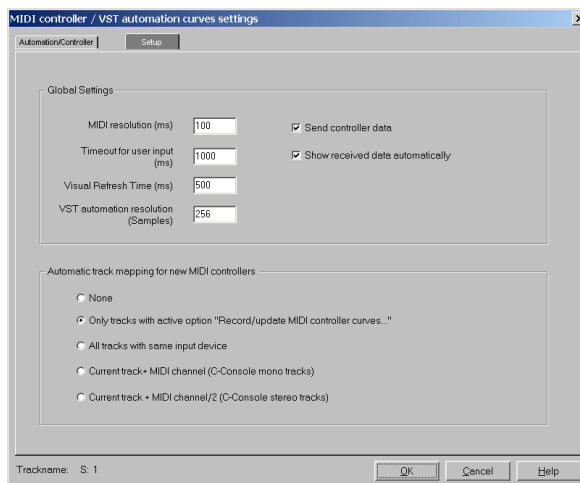 MIDI controller / VST automation curves settings
Automation/Controller
Setup
Global Settings
MIDI resolution (ms)
100
Send controller data
Timeout for user input
(ms)
1000
Show received data automatically
Visual Refresh Time (ms)
500
VST automation resolution
(Samples)
256
Automatic track mapping for new MIDI controllers
None
Only tracks with active option "Record/update MIDI controller curves..."
All tracks with same input device
Current track+ MIDI channel (C-Console mono tracks)
Current track + MIDI channel/2 (C-Console stereo tracks)
Trackname: S: 1
OK
Cancel
Help